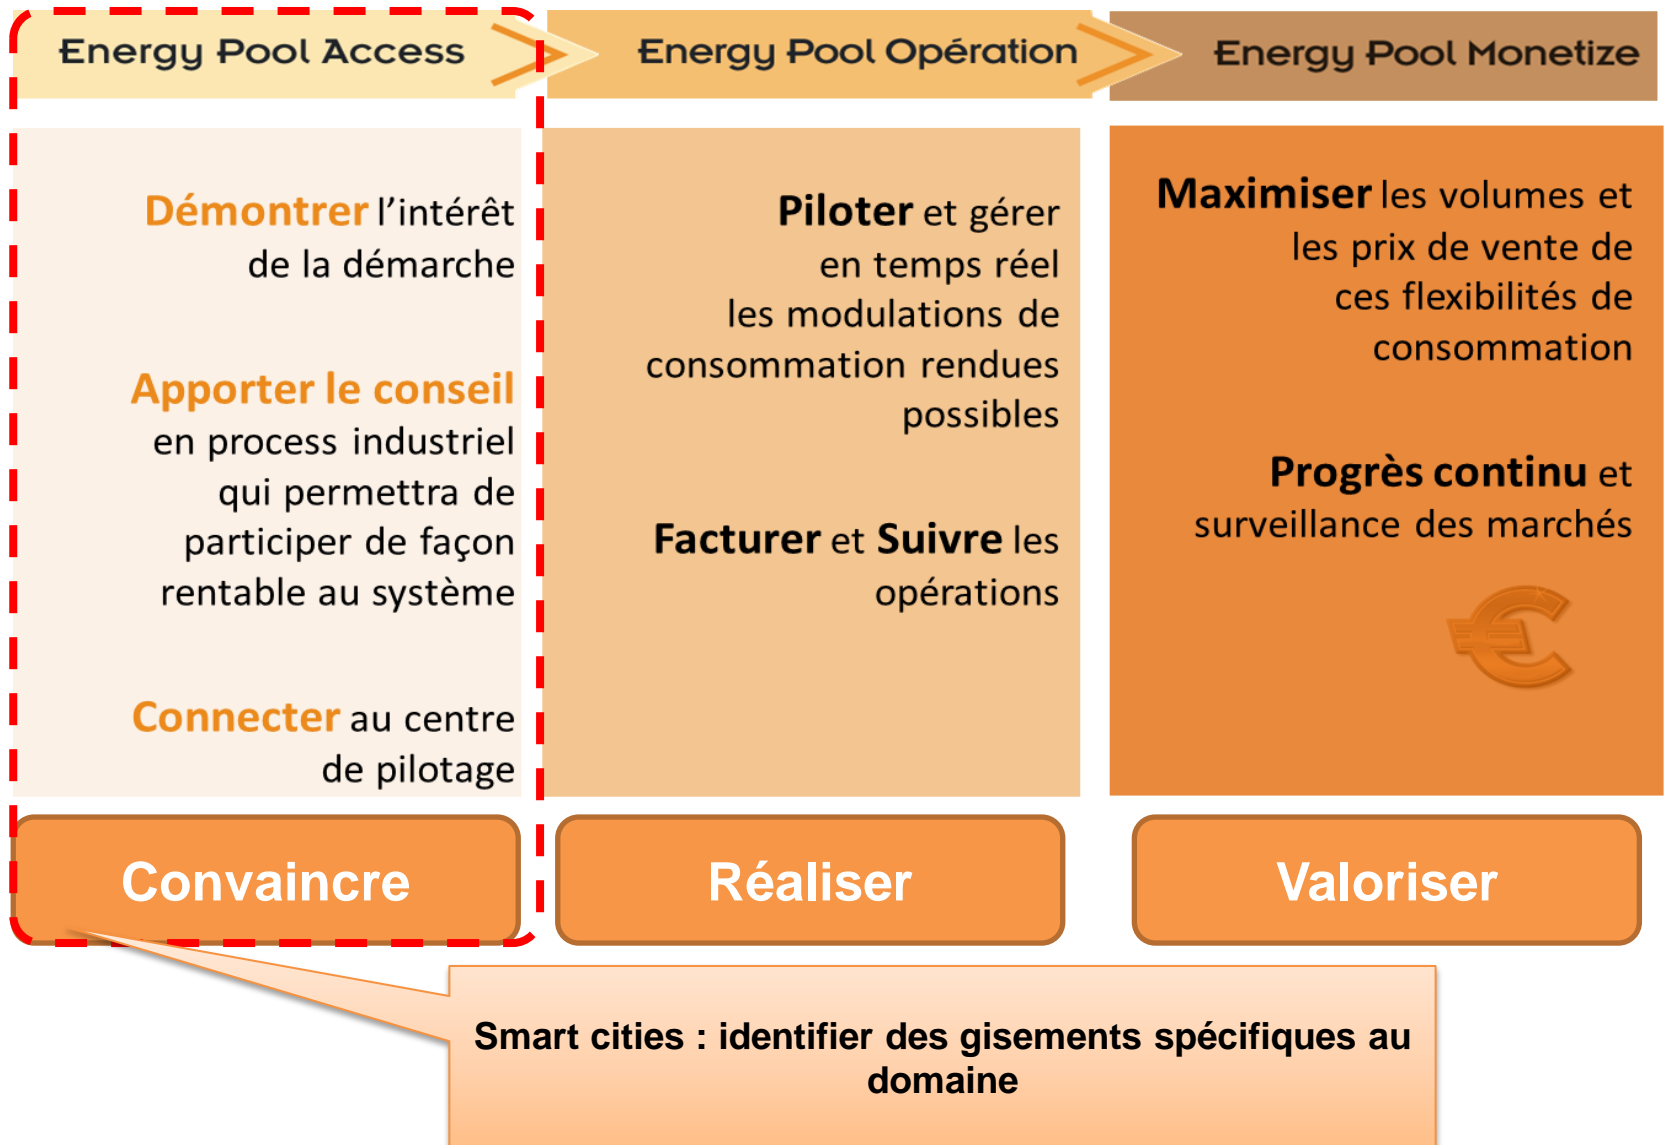 Energy Pool Access
Energy Pool Opération
Energy Pool Monetize
Démontrer l’intérêt
de la démarche
Apporter le conseil
en process industriel
qui permettra de
participer de façon
rentable au système
Connecter au centre
de pilotage
Piloter et gérer
en temps réel
les modulations de
consommation rendues
possibles
Facturer et Suivre les
opérations
Maximiser les volumes et
les prix de vente de
ces flexibilités de
consommation
Progrès continu et
surveillance des marchés
€
Convaincre
Réaliser
Valoriser
Smart cities : identifier des gisements spécifiques au
domaine